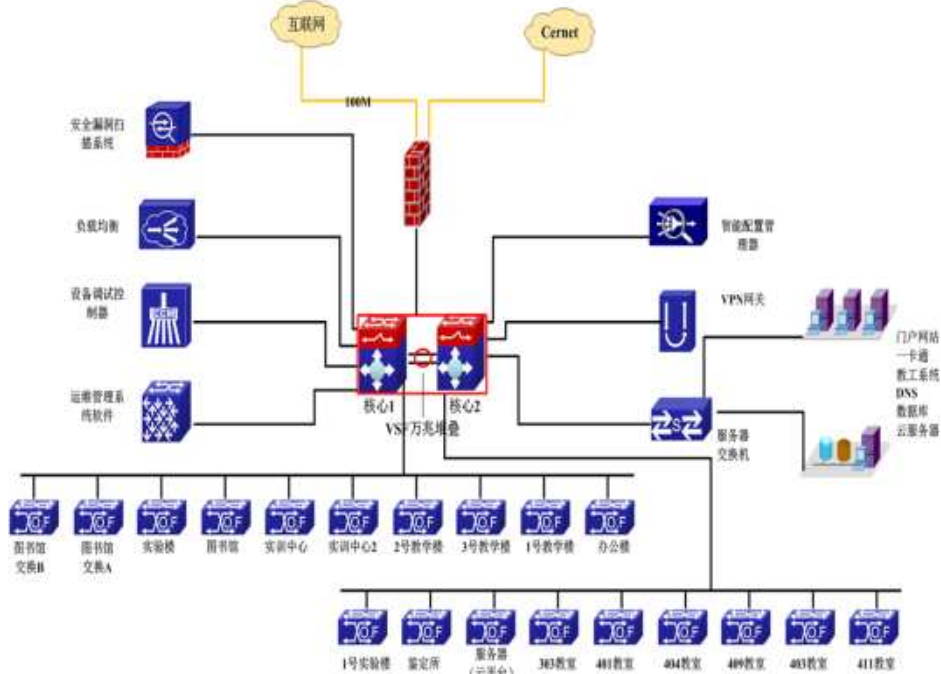 互联网
Cernet
100M
安全漏洞扫
描系统
负载均衡
智能配置管
理器
设备调试控
制器
VPN网关
门户网站
一卡通
教工系统
DNS
数据库
云服务器
运维管理系
统软件
核心1
核心2
VSF万兆堆叠
服务器
交换机
图书馆
交换B
图书馆
交换A
实验楼
图书馆
实训中心
实训中心2
2号教学楼
3号教学楼
1号教学楼
办公楼
1号实验楼
鉴定所
服务器
(云平台)
303教室
401教室
404教室
409教室
403教室
411教室